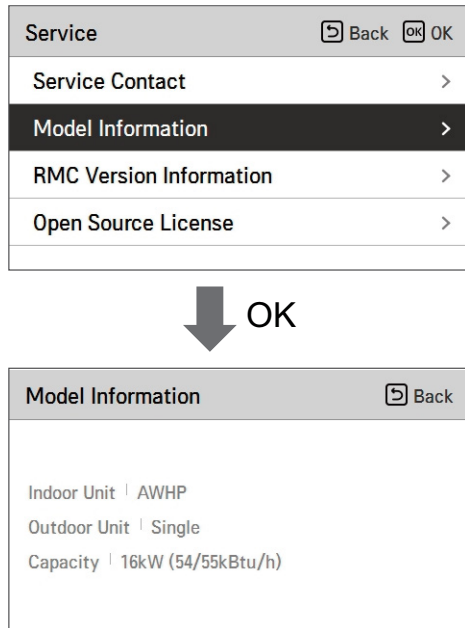 Service Back OK OK
Service Contact >
Model Information >
RMC Version Information >
Open Source License >
OK
Model Information Back
Indoor Unit | AWHP
Outdoor Unit | Single
Capacity | 16kW (54/55kBtu/h)